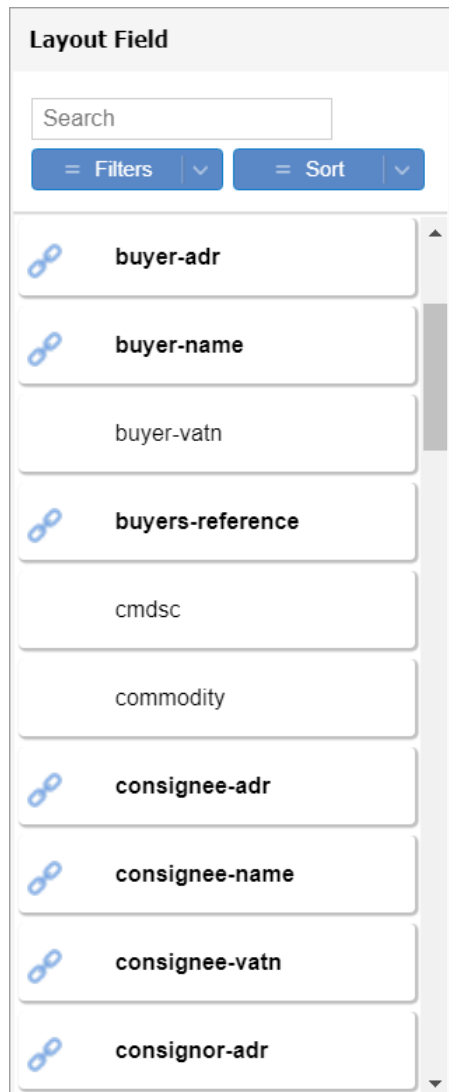 Layout Field
Search
= Filters
= Sort
buyer-adr
buyer-name
buyer-vatn
buyers-reference
cmdsc
commodity
consignee-adr
consignee-name
consignee-vatn
consignor-adr